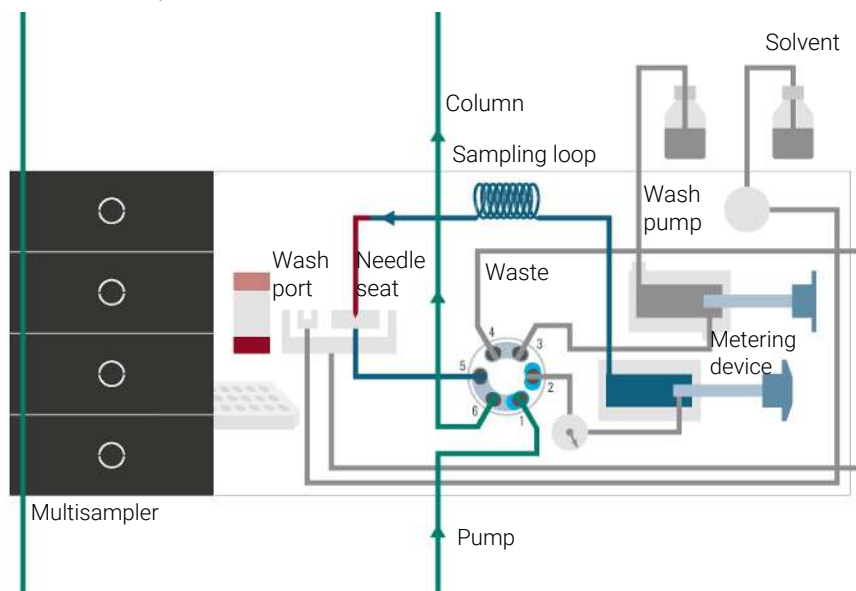 Solvent
Column
Sampling loop
Wash
pump
Wash
port
Needle
seat
Waste
4
3
Metering
device
5
2
6
1
Multisampler
Pump